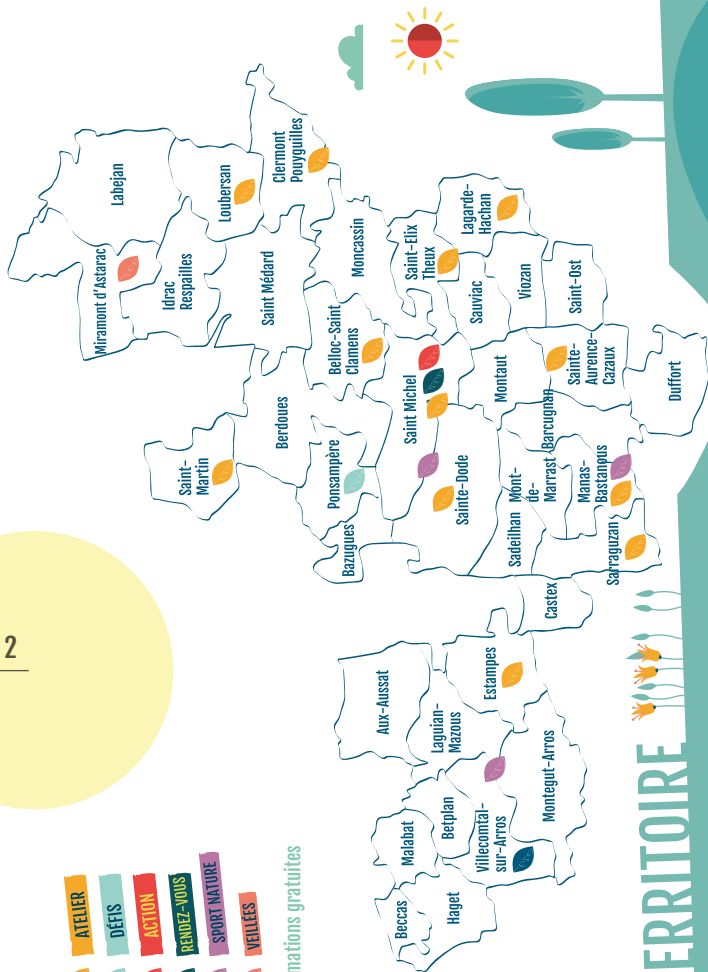 2
ERRITOIRE
ATELIER
DÉFIS
ACTION
RENDEZ-VOUS
SPORT NATURE
VEILLÉES
mations gratuites
Labejan
Miramont d'Astarac
Loubersan
Clermont
Pouyguilles
Idrac
Respailles
Saint Médard
Moncassin
Saint-Elix
Theux
Lagarde-
Hachan
Belloc-Saint
Clamens
Sauviac
Viozan
Saint-Ost
Saint-
Martin
Berdoues
Ponsampère
Bazugues
Saint Michel
Montaut
Sainte-
Aurence-
Cazaux
Duffort
Barcugnan
Sainte-Dode
Mont-
de-
Marrast
Manas-
Bastanous
Sadeilhan
Sarraguzan
Castex
Aux-Aussat
Laguian-
Mazous
Estampes
Malabat
Betplan
Villecomtal-
sur-Arros
Montegut-Arros
Beccas
Haget